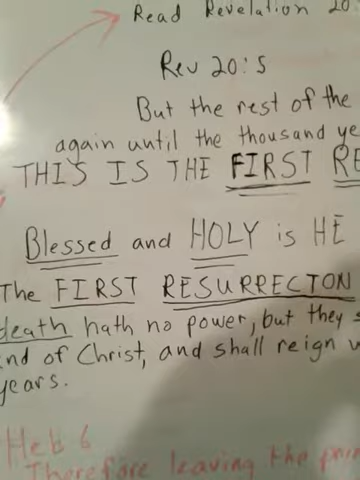 Read Revelation 20:
Rev 20:5
But the rest of the
again until the thousand ye
THIS IS THE FIRST RE
Blessed and HOLY is HE
The FIRST RESURRECTON
death hath no power, but they s
and of Christ, and shall reign w
years.
Heb 6
Therefore leaving the prin